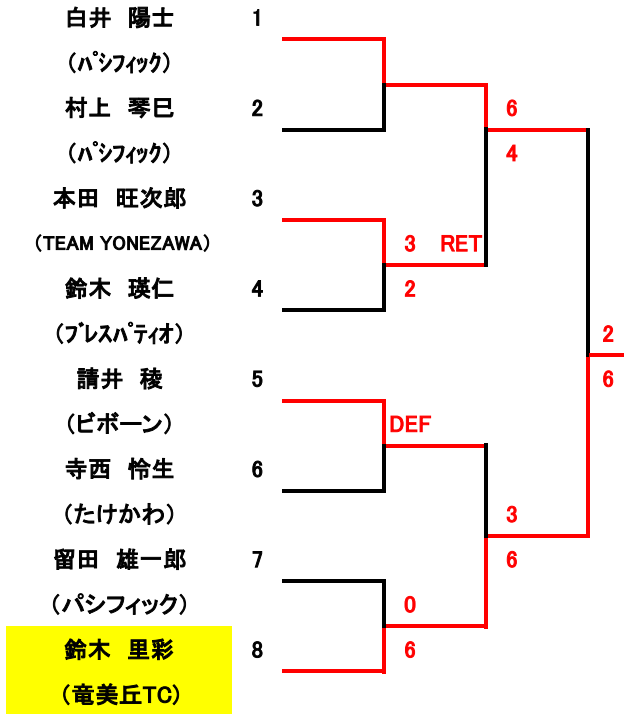 白井　陽士 1
(ﾊﾟｼﾌｨｯｸ)
村上　琴巳 2
6
(ﾊﾟｼﾌｨｯｸ)
4
本田　旺次郎 3
(TEAM YONEZAWA)
3 RET
鈴木　瑛仁 4
2
(ﾌﾞﾚｽﾊﾟﾃｨｵ)
2
請井　稜 5
6
(ビボーン)
DEF
寺西　怜生 6
(たけかわ)
3
留田　雄一郎 7
6
(パシフィック)
0
鈴木　里彩 8
6
(竜美丘TC)